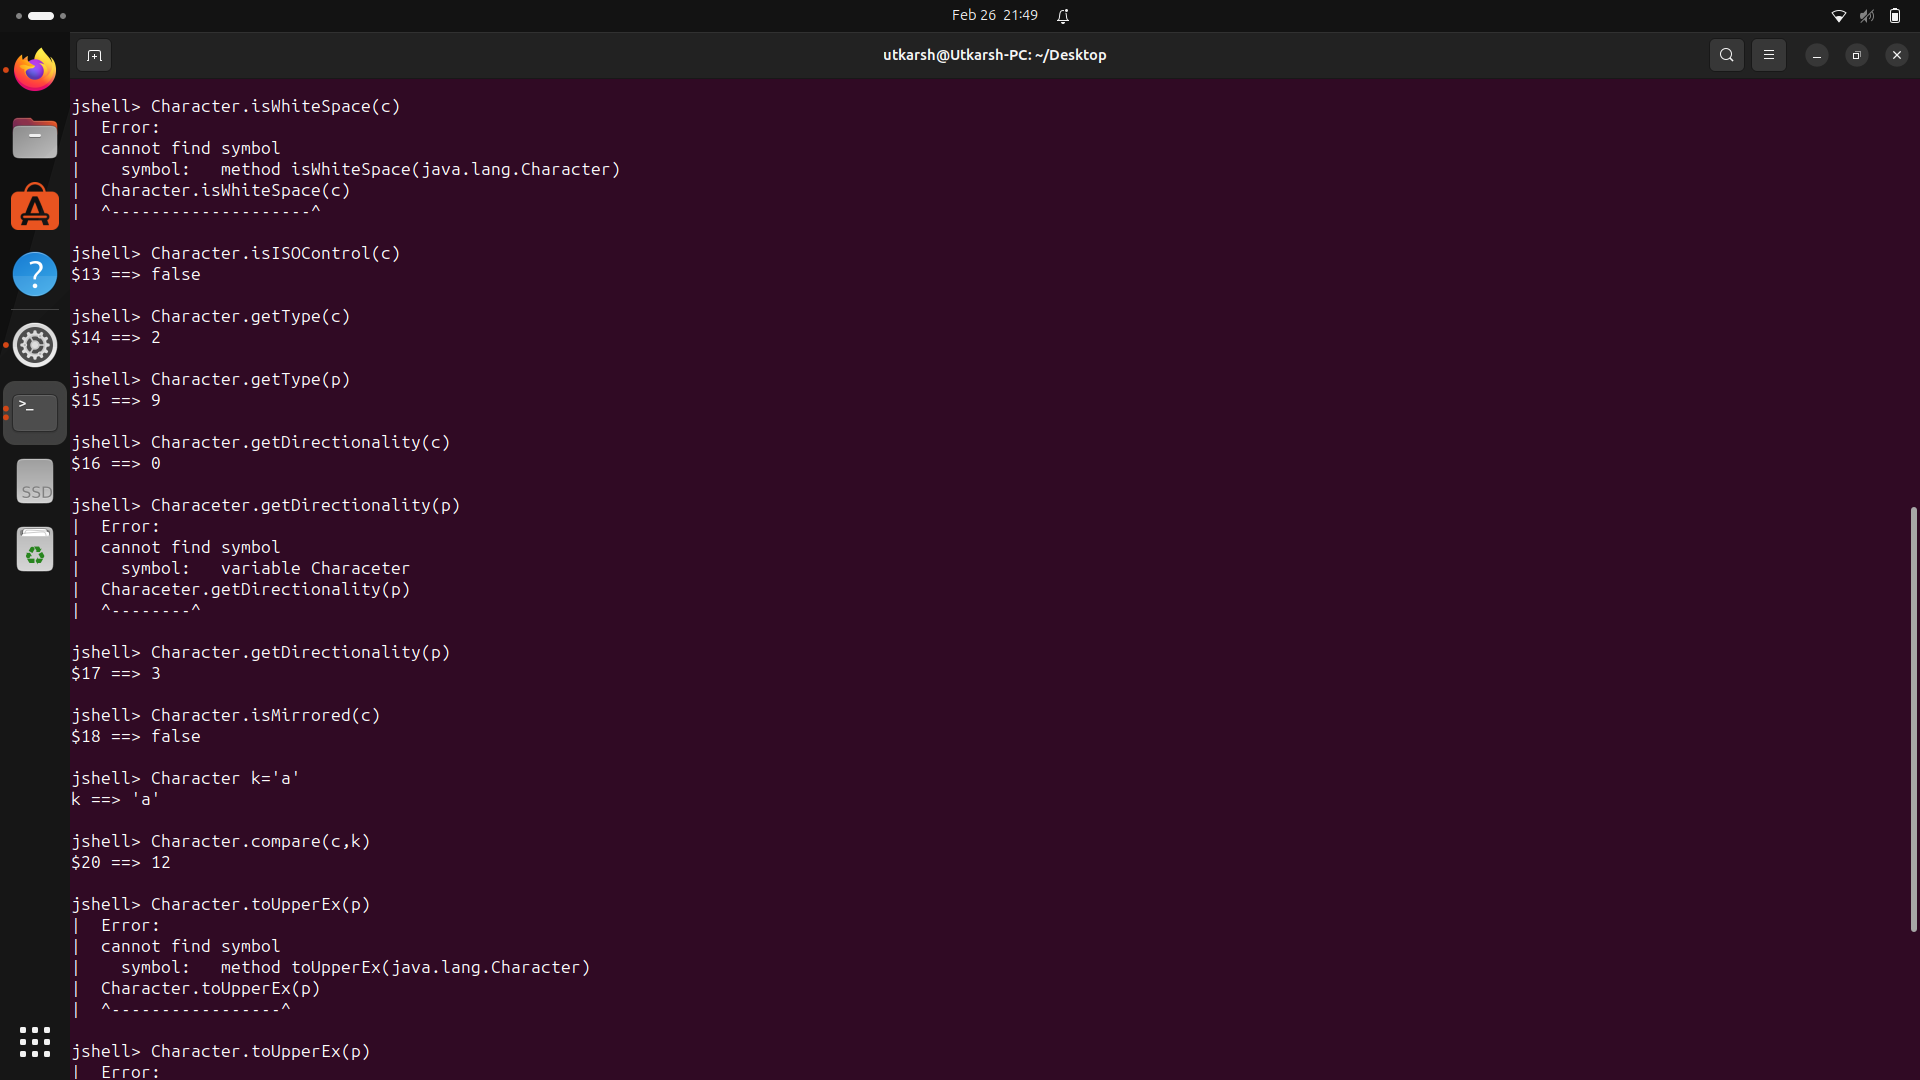 Feb 26 21:49
utkarsh@Utkarsh-PC: ~/Desktop
jshell> Character.isWhiteSpace(c)
|  Error:
|  cannot find symbol
|    symbol:   method isWhiteSpace(java.lang.Character)
|  Character.isWhiteSpace(c)
|  ^--------------------^
jshell> Character.isISOControl(c)
$13 ==> false
jshell> Character.getType(c)
$14 ==> 2
jshell> Character.getType(p)
$15 ==> 9
jshell> Character.getDirectionality(c)
$16 ==> 0
jshell> Characeter.getDirectionality(p)
|  Error:
|  cannot find symbol
|    symbol:   variable Characeter
|  Characeter.getDirectionality(p)
|  ^--------^
jshell> Character.getDirectionality(p)
$17 ==> 3
jshell> Character.isMirrored(c)
$18 ==> false
jshell> Character k='a'
k ==> 'a'
jshell> Character.compare(c,k)
$20 ==> 12
jshell> Character.toUpperEx(p)
|  Error:
|  cannot find symbol
|    symbol:   method toUpperEx(java.lang.Character)
|  Character.toUpperEx(p)
|  ^-----------------^
jshell> Character.toUpperEx(p)
|  Error:
A
?
>_
SSD